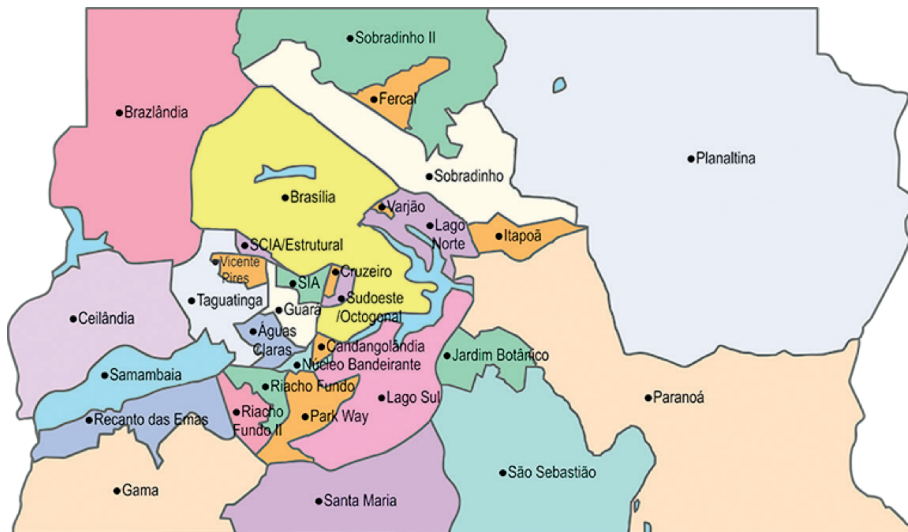 Sobradinho II
Fercal
Brazlândia
Planaltina
Sobradinho
Brasília
Varjão
Lago
Norte
Itapoã
SCIA/Estrutural
Vicente
Pires
Cruzeiro
SIA
Taguatinga
Sudoeste
/Octogonal
Guará
Ceilândia
Águas
Claras
Candangolândia
Jardim Botânico
Núcleo Bandeirante
Samambaia
Riacho Fundo
Lago Sul
Paranoá
Riacho
Fundo II
Park Way
Recanto das Emas
São Sebastião
Gama
Santa Maria